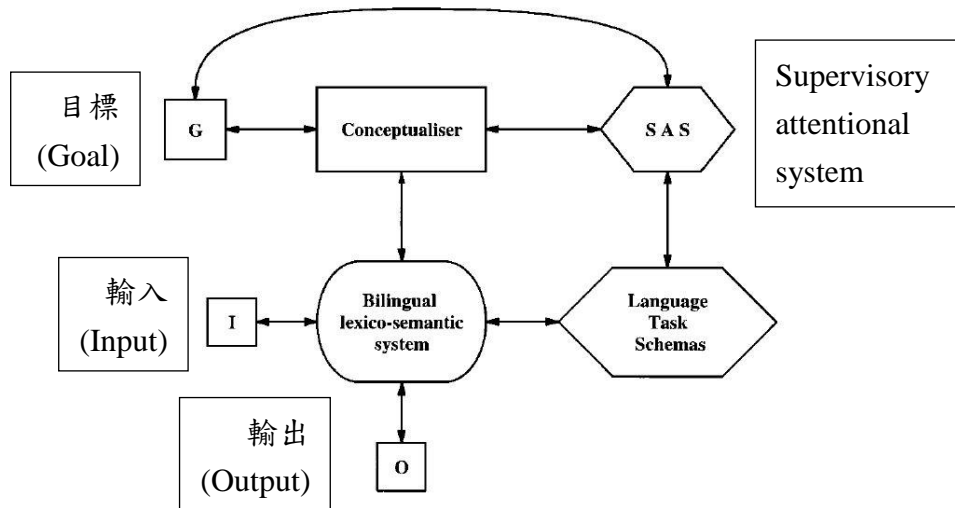 目標
(Goal)
G
Conceptualiser
S A S
Supervisory
attentional
system
輸入
(Input)
I
Bilingual
lexico-semantic
system
Language
Task
Schemas
輸出
(Output)
O